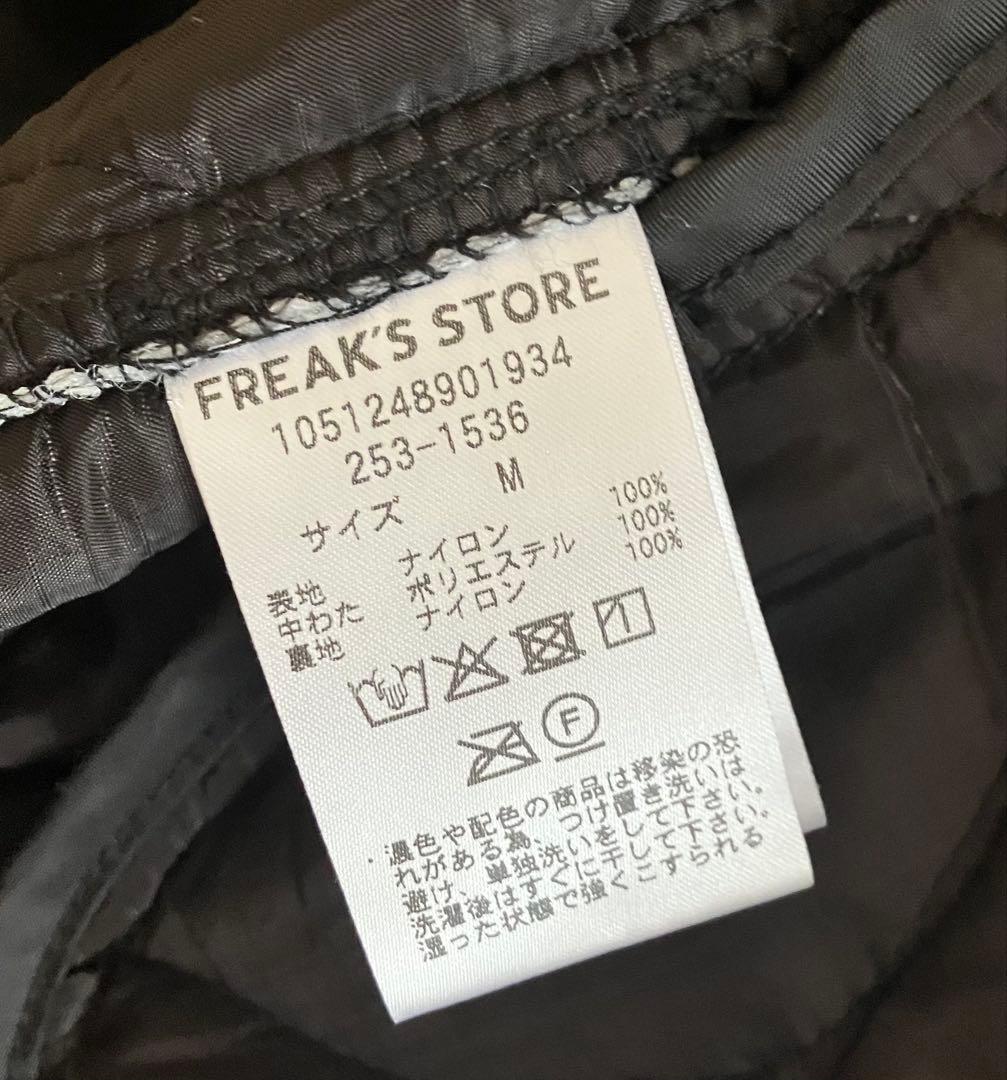 FREAK'S STORE
1051248901934
253-1536
サイズ M
表地 ナイロン 100%
中わた ポリエステル 100%
裏地 ナイロン 100%
F
・濃色や配色の商品は移染の恐
れがある為、つけ置き洗いは
避け、単独洗いをして下さい。
洗濯後はすぐに干して下さい。
湿った状態で強くこすられる